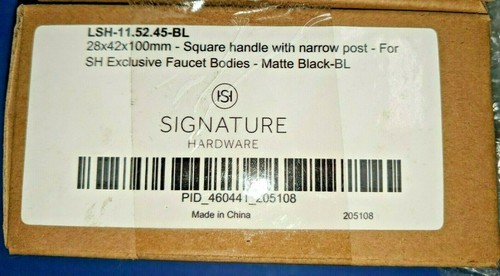 LSH-11.52.45-BL
28x42x100mm - Square handle with narrow post - For
SH Exclusive Faucet Bodies - Matte Black-BL
SH
SIGNATURE
HARDWARE
PID_460441_205108
Made in China 205108